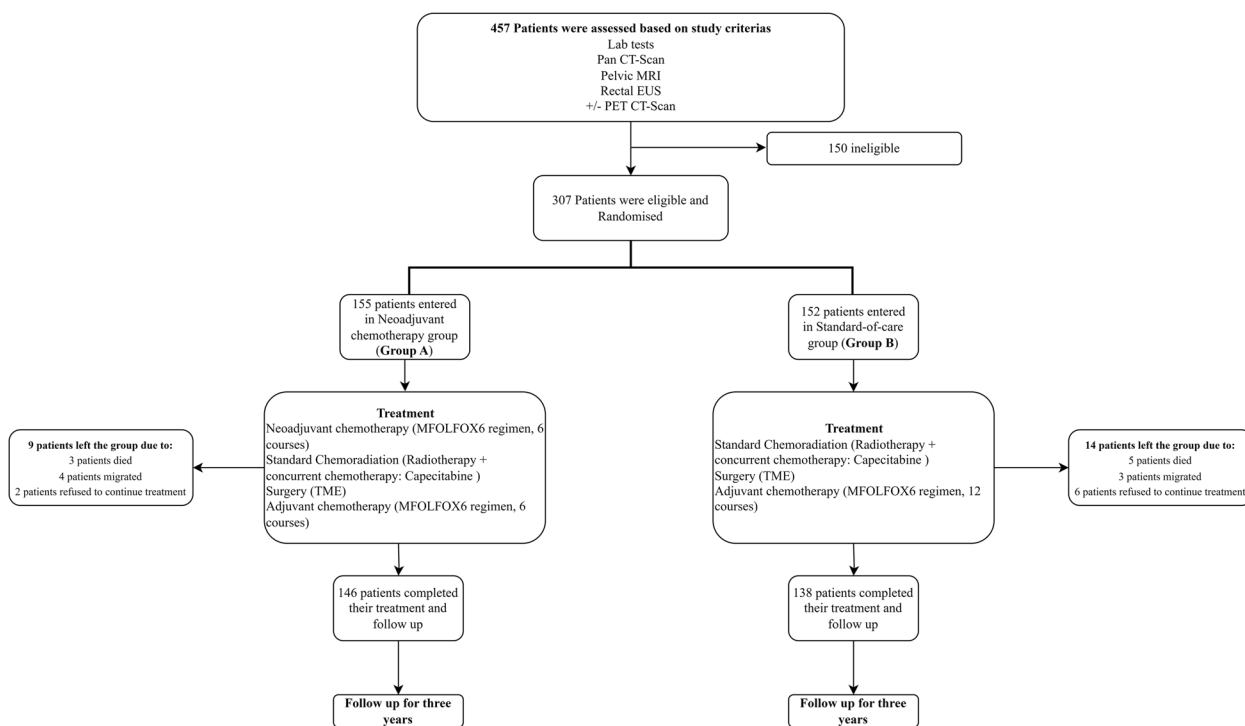 457 Patients were assessed based on study criterias
Lab tests
Pan CT-Scan
Pelvic MRI
Rectal EUS
+/- PET CT-Scan
150 ineligible
307 Patients were eligible and
Randomised
155 patients entered
in Neoadjuvant
chemotherapy group
(Group A)
152 patients entered
in Standard-of-care
group (Group B)
Treatment
Neoadjuvant chemotherapy (MFOLFOX6 regimen, 6
courses)
Standard Chemoradiation (Radiotherapy +
concurrent chemotherapy: Capecitabine )
Surgery (TME)
Adjuvant chemotherapy (MFOLFOX6 regimen, 6
courses)
9 patients left the group due to:
3 patients died
4 patients migrated
2 patients refused to continue treatment
Treatment
Standard Chemoradiation (Radiotherapy +
concurrent chemotherapy: Capecitabine )
Surgery (TME)
Adjuvant chemotherapy (MFOLFOX6 regimen, 12
courses)
14 patients left the group due to:
5 patients died
3 patients migrated
6 patients refused to continue treatment
146 patients completed
their treatment and
follow up
138 patients completed
their treatment and
follow up
Follow up for three
years
Follow up for three
years